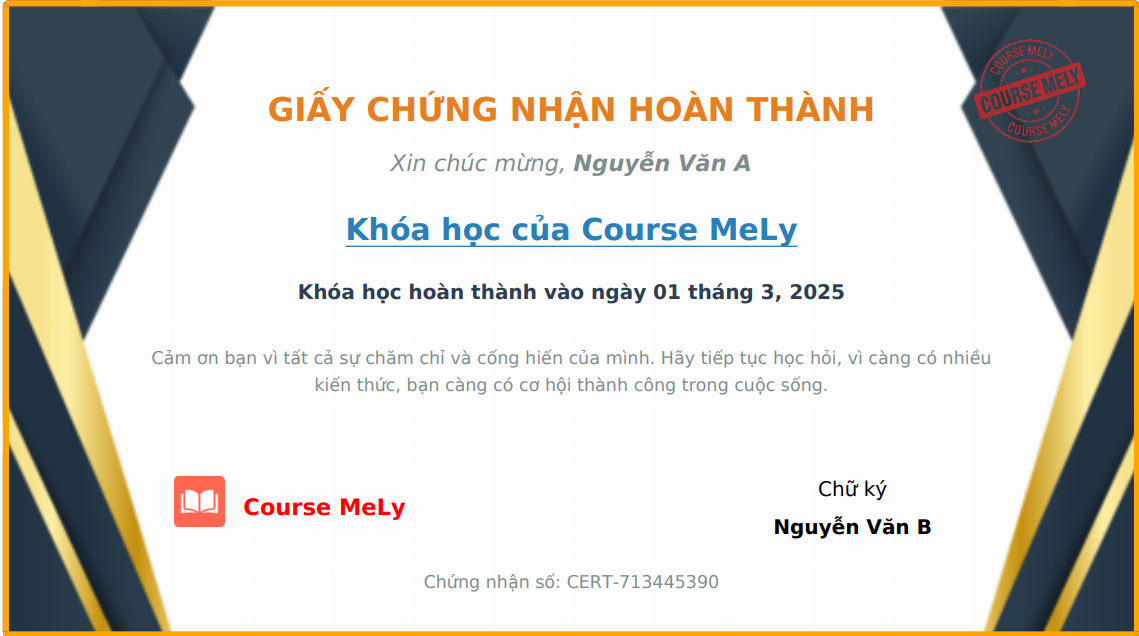 COURSE MELY
COURSE MELY
COURSE MELY
GIẤY CHỨNG NHẬN HOÀN THÀNH
Xin chúc mừng, Nguyễn Văn A
Khóa học của Course MeLy
Khóa học hoàn thành vào ngày 01 tháng 3, 2025
Cảm ơn bạn vì tất cả sự chăm chỉ và cống hiến của mình. Hãy tiếp tục học hỏi, vì càng có nhiều
kiến thức, bạn càng có cơ hội thành công trong cuộc sống.
Course MeLy
Chữ ký
Nguyễn Văn B
Chứng nhận số: CERT-713445390